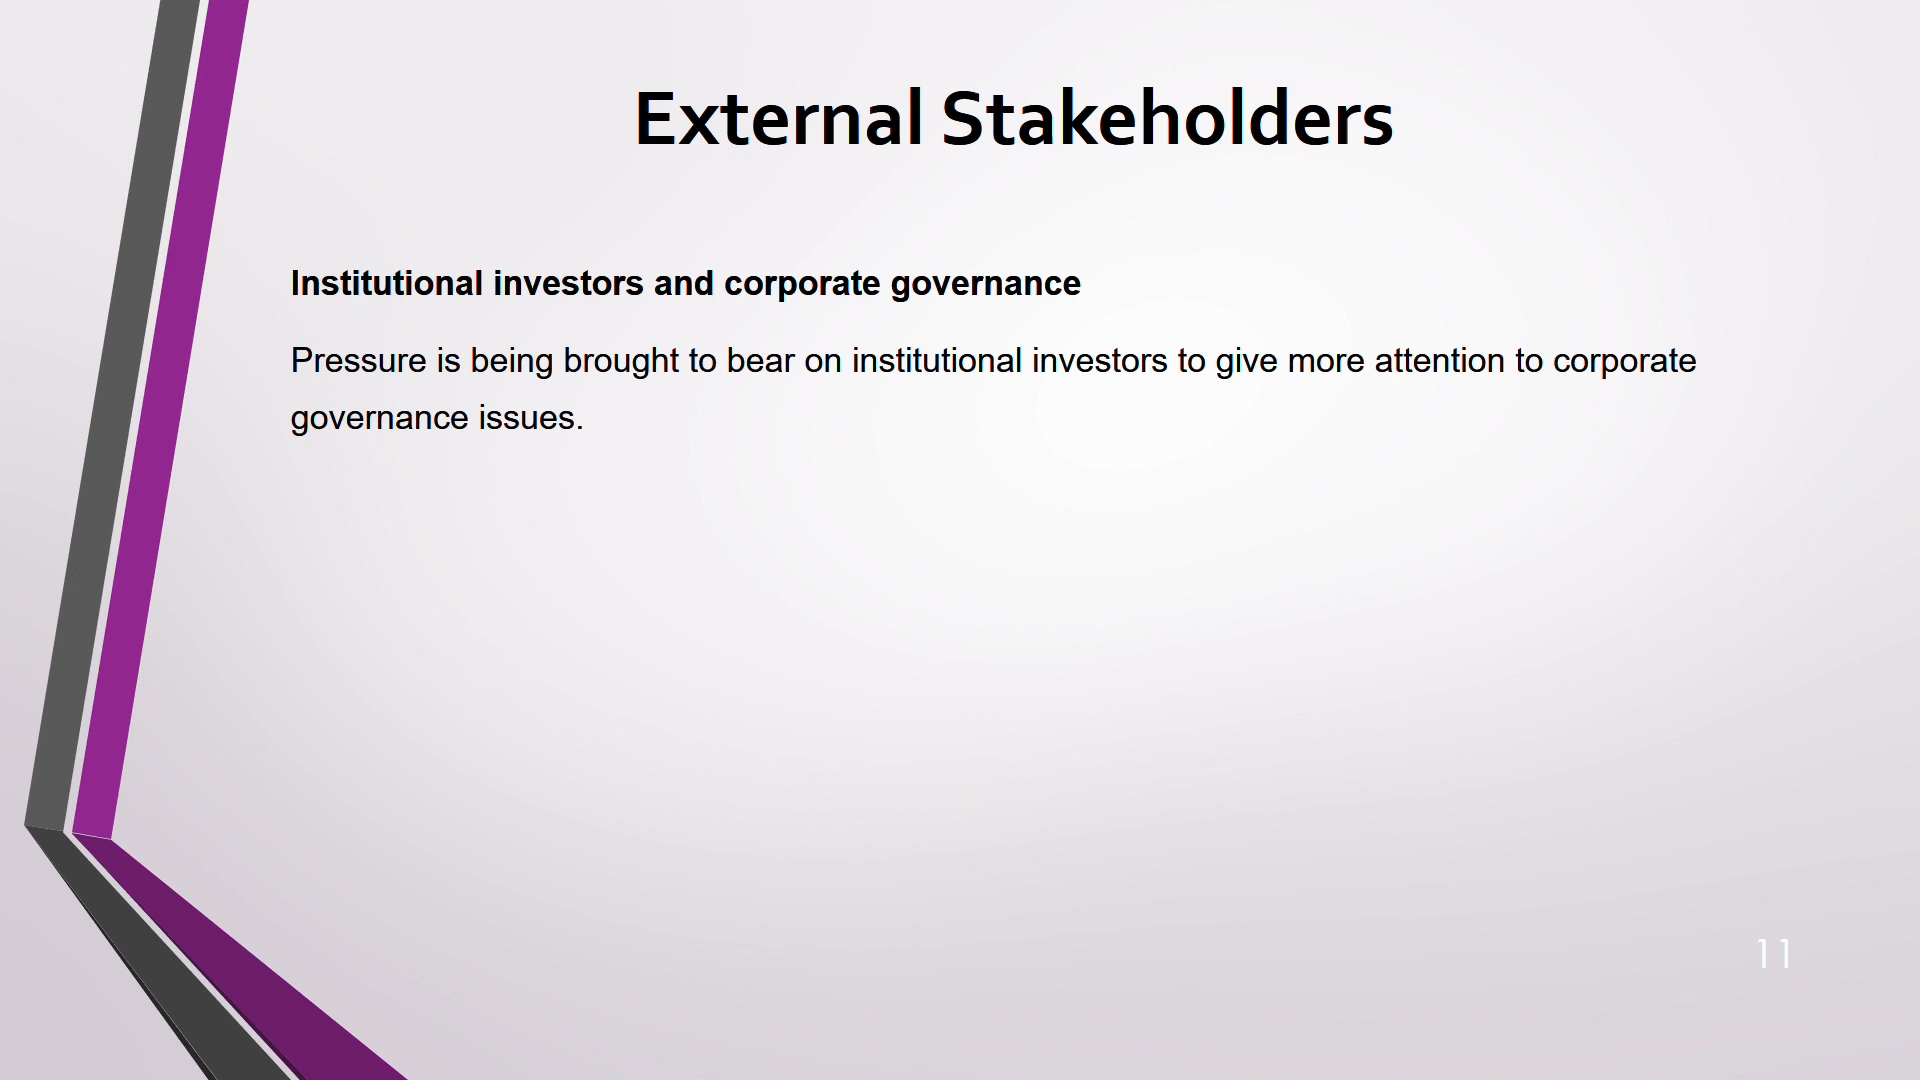 External Stakeholders
Institutional investors and corporate governance
Pressure is being brought to bear on institutional investors to give more attention to corporate
governance issues.
11